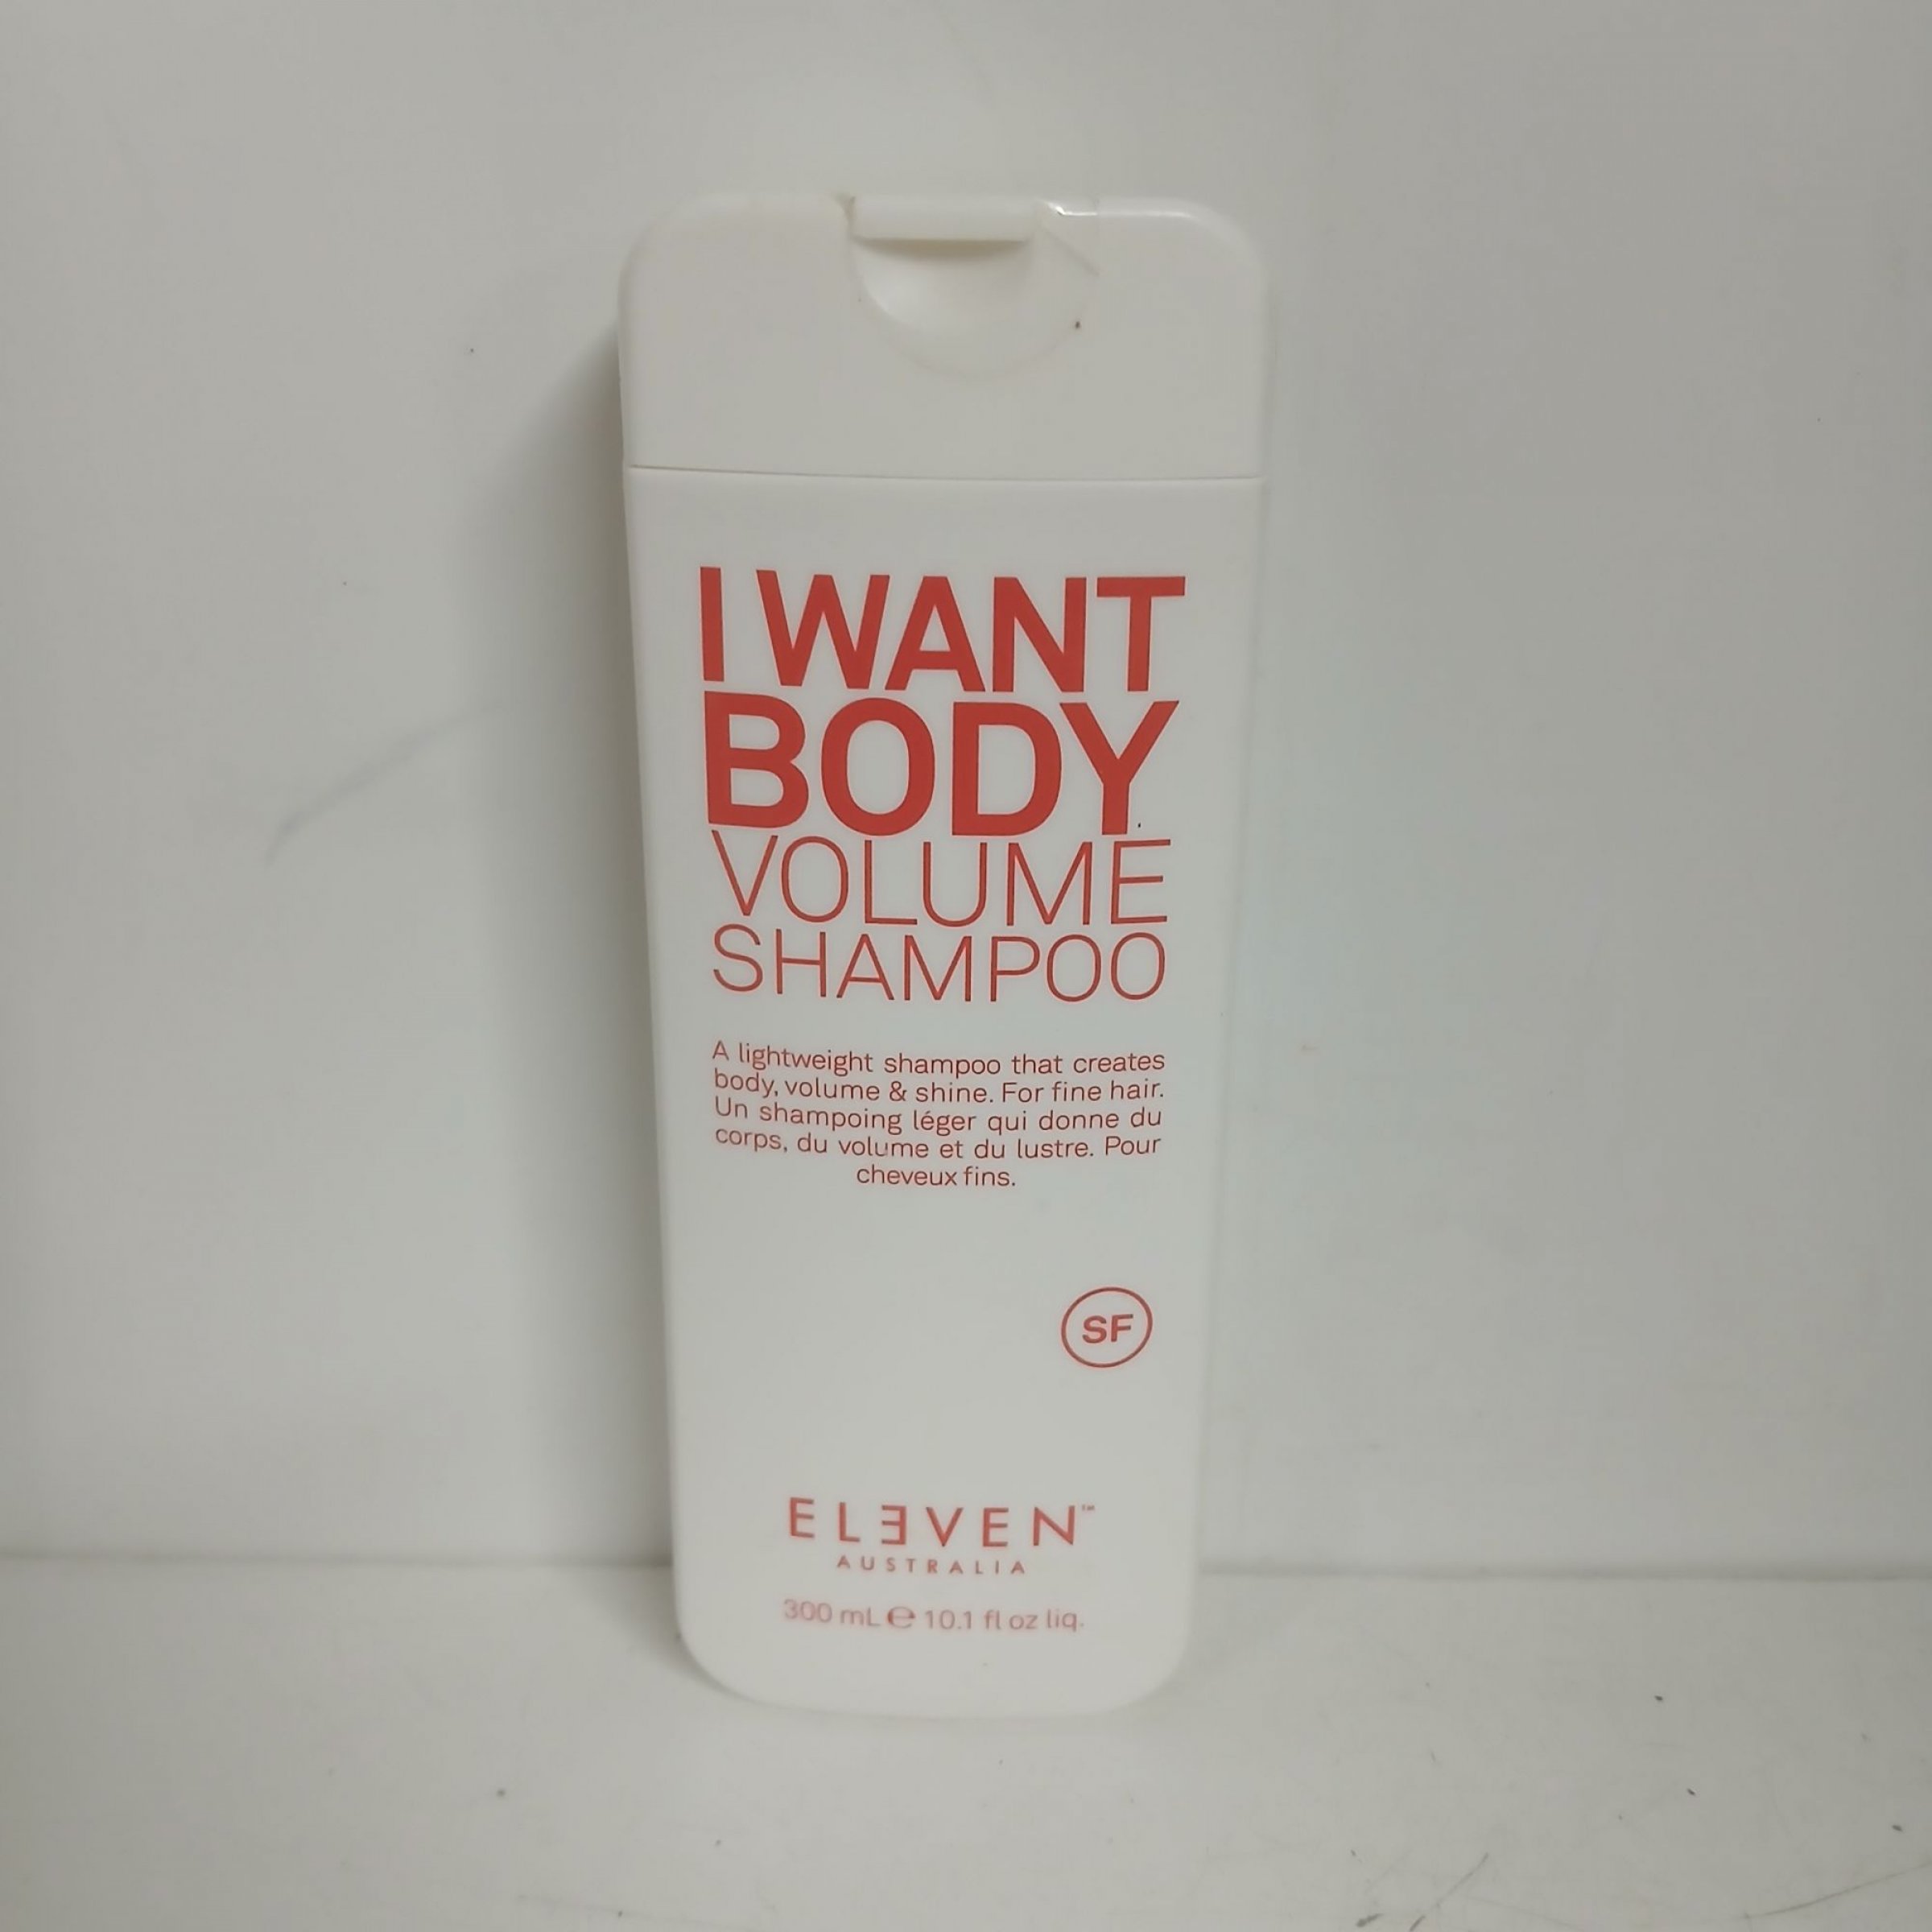 I WANT
BODY
VOLUME
SHAMPOO
A lightweight shampoo that creates
body, volume & shine. For fine hair.
Un shampoing léger qui donne du
corps, du volume et du lustre. Pour
cheveux fins.
SF
ELEVEN™
AUSTRALIA
300 mL ℮ 10.1 fl oz liq.